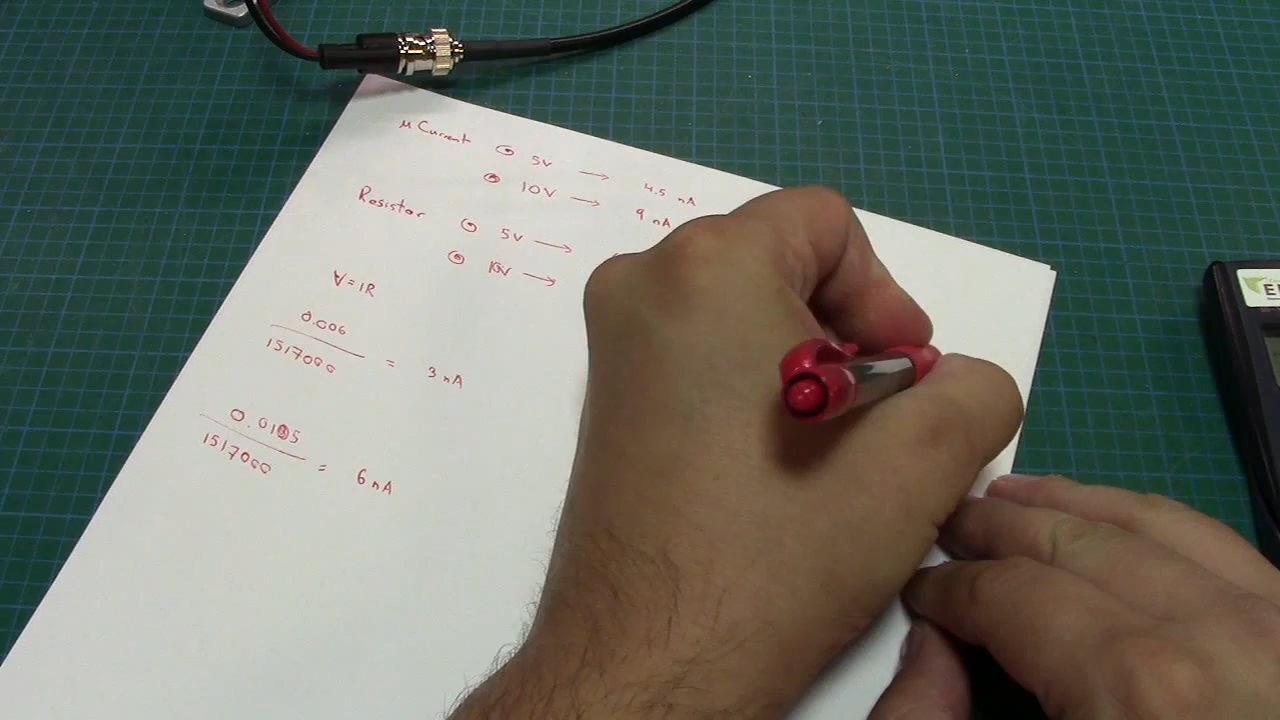 μ Current @ 5V → 4.5 nA
@ 10V → 9 nA
Resistor @ 5V →
@ 10V →
V=IR
0.006
1517000 = 3 nA
0.0105
1517000 = 6 nA